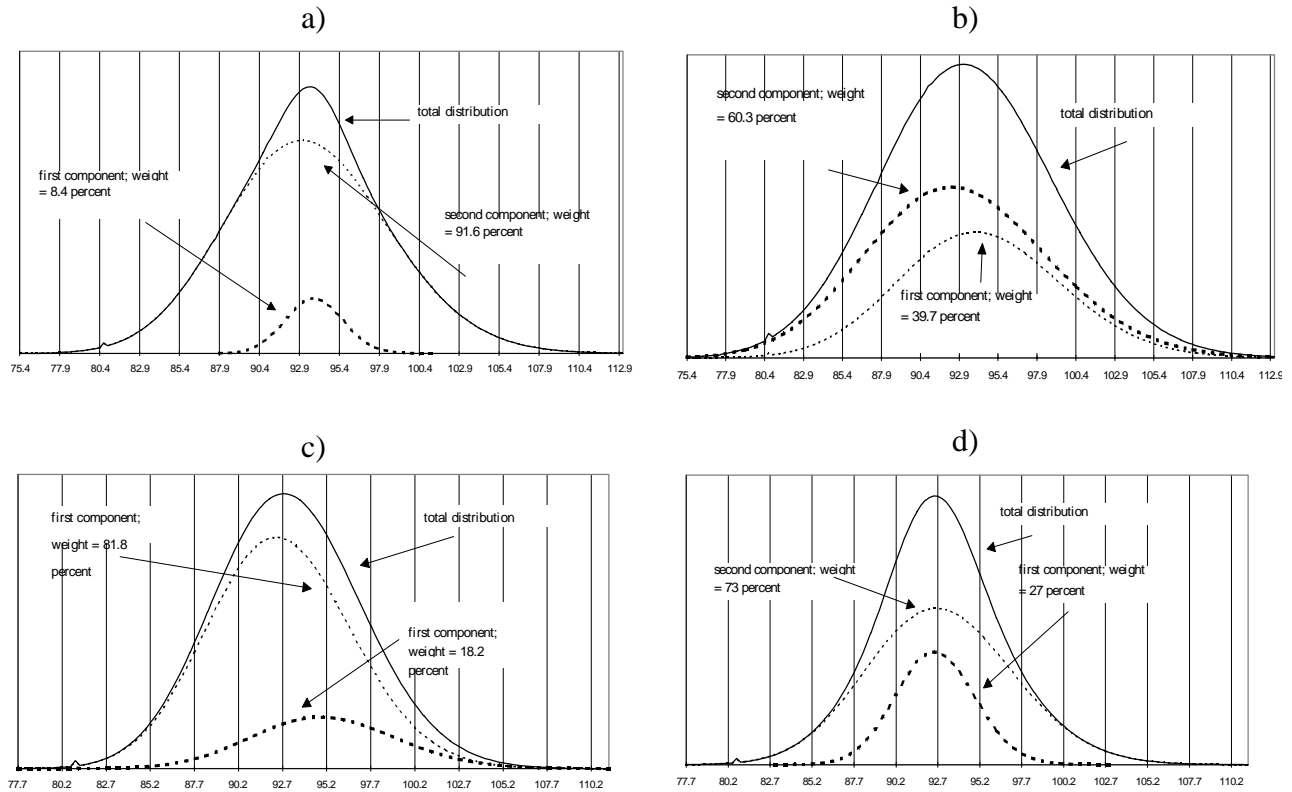 a)
total distribution
first component; weight
= 8.4 percent
second component; weight
= 91.6 percent
75.4 77.9 80.4 82.9 85.4 87.9 90.4 92.9 95.4 97.9 100.4 102.9 105.4 107.9 110.4 112.9
b)
second component; weight
= 60.3 percent
total distribution
first component; weight
= 39.7 percent
75.4 77.9 80.4 82.9 85.4 87.9 90.4 92.9 95.4 97.9 100.4 102.9 105.4 107.9 110.4 112.9
c)
first component;
weight = 81.8
percent
total distribution
first component;
weight = 18.2
percent
77.7 80.2 82.7 85.2 87.7 90.2 92.7 95.2 97.7 100.2 102.7 105.2 107.7 110.2
d)
total distribution
second component; weight
= 73 percent
first component; weight
= 27 percent
77.7 80.2 82.7 85.2 87.7 90.2 92.7 95.2 97.7 100.2 102.7 105.2 107.7 110.2